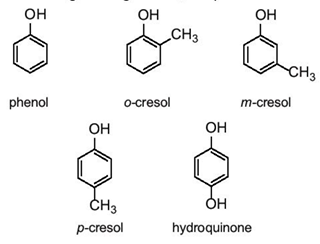 OH OH OH
CH3
CH3
phenol o-cresol m-cresol
OH OH
CH3 OH
p-cresol hydroquinone